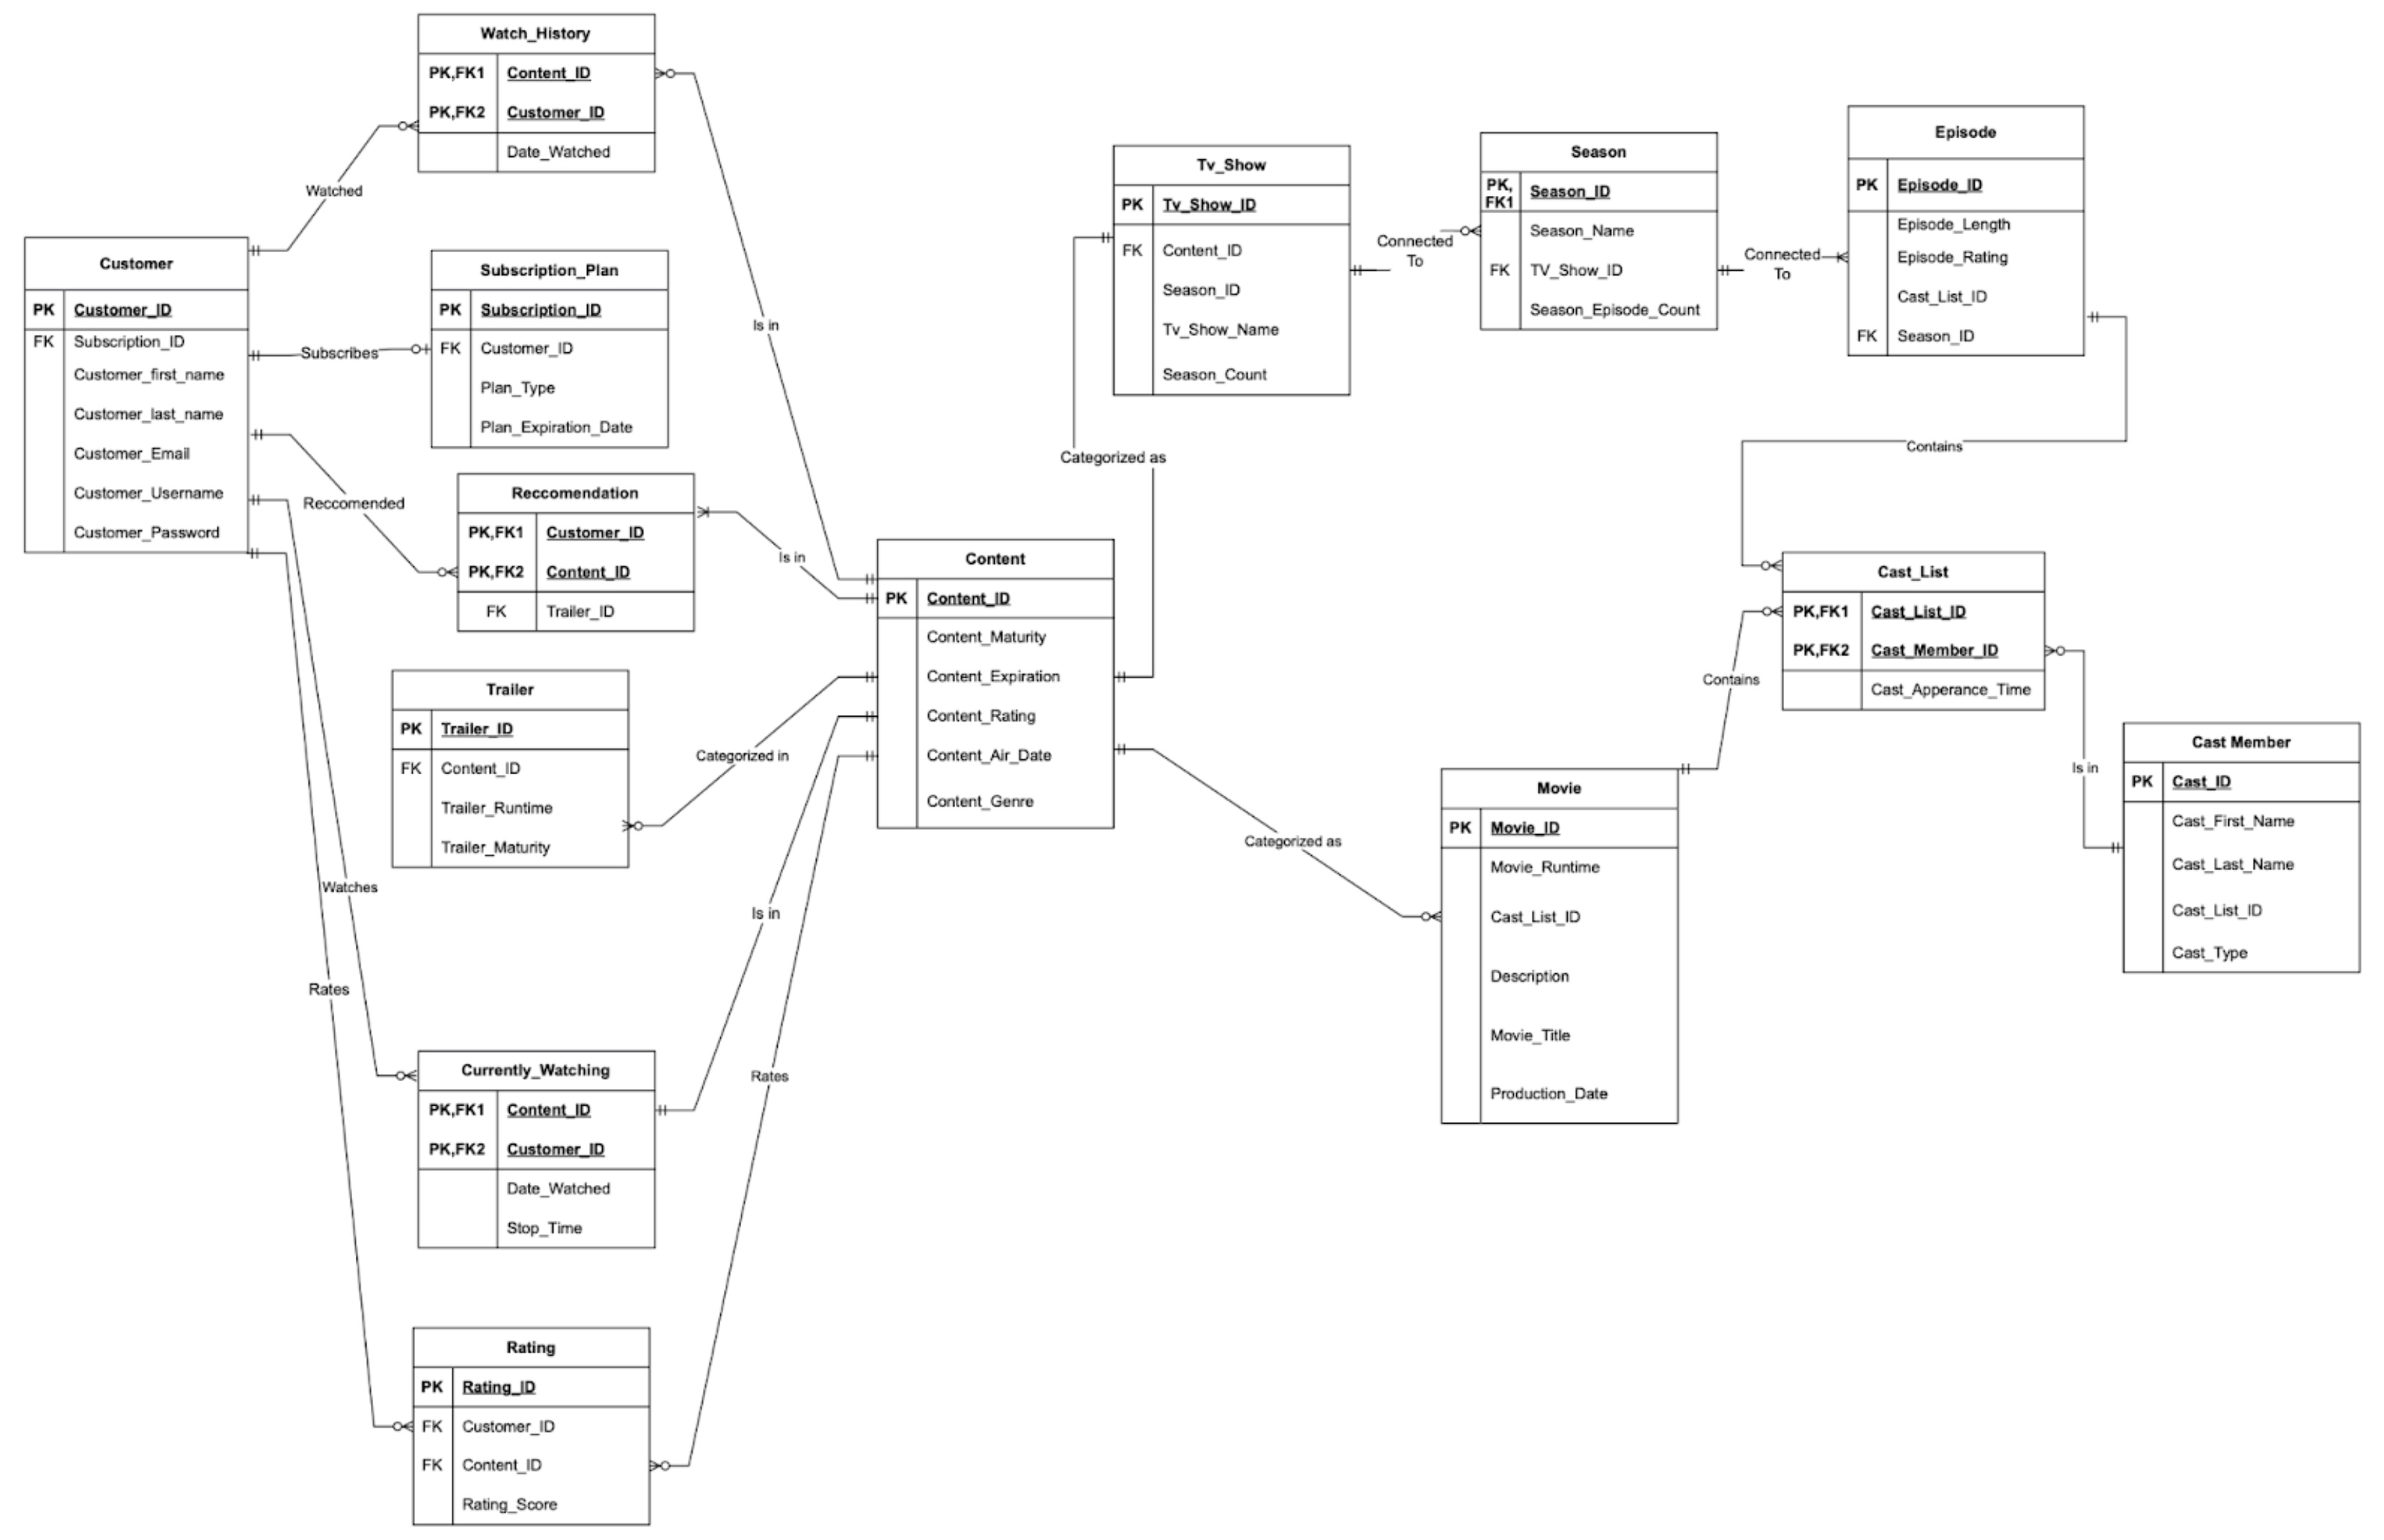 Watch_History
PK,FK1 Content_ID
PK,FK2 Customer_ID
Date_Watched
Watched
Customer
PK Customer_ID
FK Subscription_ID
Customer_first_name
Customer_last_name
Customer_Email
Customer_Username
Customer_Password
Subscribes
Subscription_Plan
PK Subscription_ID
FK Customer_ID
Plan_Type
Plan_Expiration_Date
Reccomended
Reccomendation
PK,FK1 Customer_ID
PK,FK2 Content_ID
FK Trailer_ID
Is in
Is in
Trailer
PK Trailer_ID
FK Content_ID
Trailer_Runtime
Trailer_Maturity
Categorized in
Watches
Rates
Currently_Watching
PK,FK1 Content_ID
PK,FK2 Customer_ID
Date_Watched
Stop_Time
Is in
Rates
Rating
PK Rating_ID
FK Customer_ID
FK Content_ID
Rating_Score
Content
PK Content_ID
Content_Maturity
Content_Expiration
Content_Rating
Content_Air_Date
Content_Genre
Categorized as
Tv_Show
PK Tv_Show_ID
FK Content_ID
Season_ID
Tv_Show_Name
Season_Count
Connected
To
Season
PK,
FK1 Season_ID
Season_Name
FK TV_Show_ID
Season_Episode_Count
Connected
To
Episode
PK Episode_ID
Episode_Length
Episode_Rating
Cast_List_ID
FK Season_ID
Contains
Cast_List
PK,FK1 Cast_List_ID
PK,FK2 Cast_Member_ID
Cast_Apperance_Time
Contains
Is in
Cast Member
PK Cast_ID
Cast_First_Name
Cast_Last_Name
Cast_List_ID
Cast_Type
Categorized as
Movie
PK Movie_ID
Movie_Runtime
Cast_List_ID
Description
Movie_Title
Production_Date